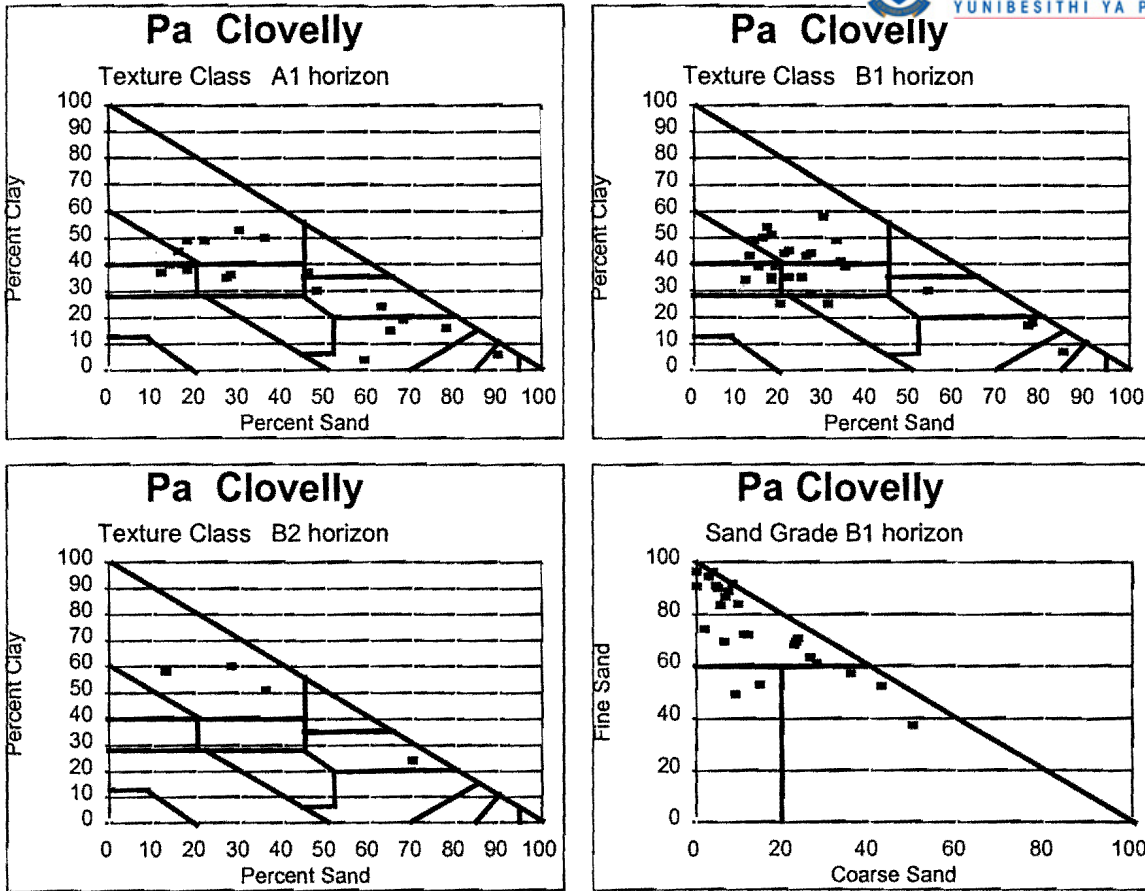 YUNIBESITHI YA P
Pa Clovelly
Texture Class A1 horizon
Percent Clay
100
90
80
70
60
50
40
30
20
10
0
0 10 20 30 40 50 60 70 80 90 100
Percent Sand
Pa Clovelly
Texture Class B1 horizon
Percent Clay
100
90
80
70
60
50
40
30
20
10
0
0 10 20 30 40 50 60 70 80 90 100
Percent Sand
Pa Clovelly
Texture Class B2 horizon
Percent Clay
100
90
80
70
60
50
40
30
20
10
0
0 10 20 30 40 50 60 70 80 90 100
Percent Sand
Pa Clovelly
Sand Grade B1 horizon
Fine Sand
100
80
60
40
20
0
0 20 40 60 80 100
Coarse Sand